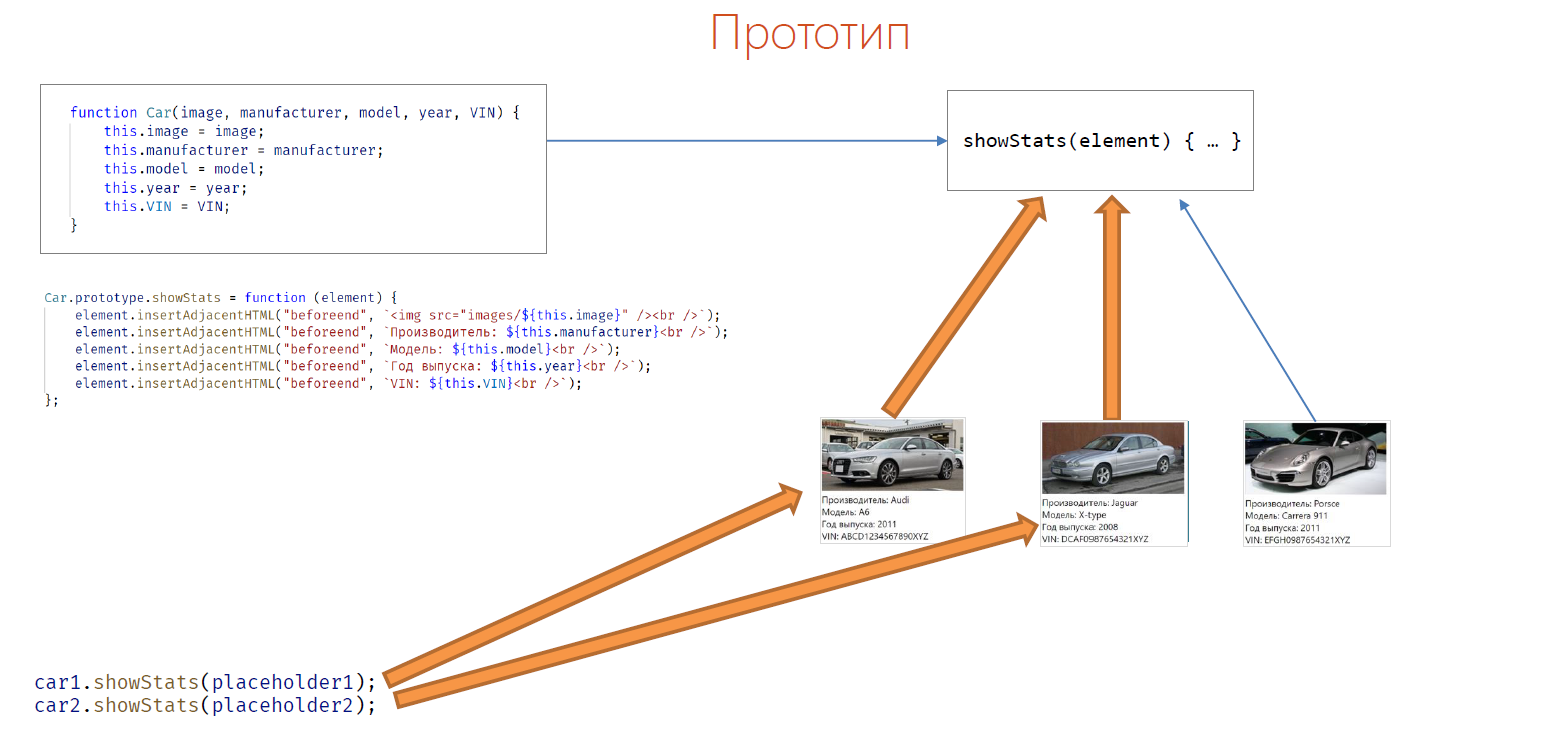 Прототип
function Car(image, manufacturer, model, year, VIN) {
this.image = image;
this.manufacturer = manufacturer;
this.model = model;
this.year = year;
this.VIN = VIN;
}
showStats(element) { … }
Car.prototype.showStats = function (element) {
element.insertAdjacentHTML("beforeend", `<img src="images/${this.image}" /><br />`);
element.insertAdjacentHTML("beforeend", `Производитель: ${this.manufacturer}<br />`);
element.insertAdjacentHTML("beforeend", `Модель: ${this.model}<br />`);
element.insertAdjacentHTML("beforeend", `Год выпуска: ${this.year}<br />`);
element.insertAdjacentHTML("beforeend", `VIN: ${this.VIN}<br />`);
};
Производитель: Audi
Модель: A6
Год выпуска: 2011
VIN: ABCD1234567890XYZ
Производитель: Jaguar
Модель: X-type
Год выпуска: 2008
VIN: DCAF0987654321XYZ
Производитель: Porsce
Модель: Carrera 911
Год выпуска: 2011
VIN: EFGH0987654321XYZ
car1.showStats(placeholder1);
car2.showStats(placeholder2);